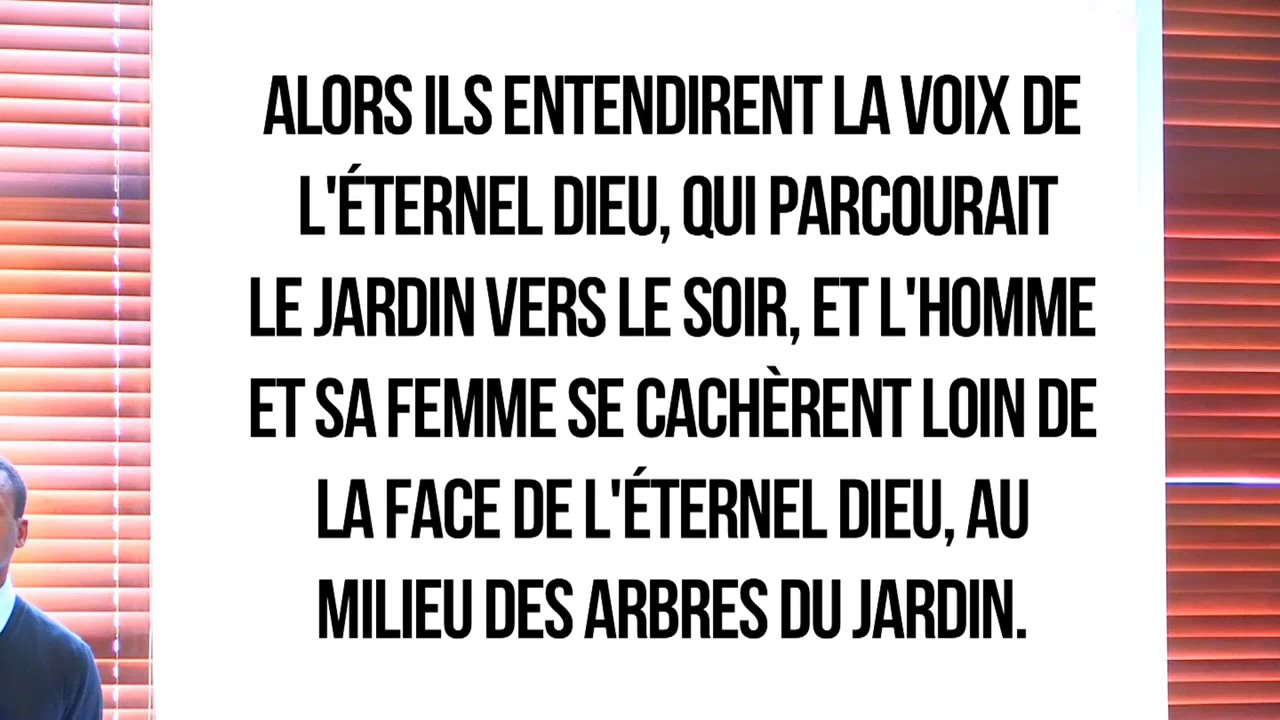 ALORS ILS ENTENDIRENT LA VOIX DE
L'ÉTERNEL DIEU, QUI PARCOURAIT
LE JARDIN VERS LE SOIR, ET L'HOMME
ET SA FEMME SE CACHÈRENT LOIN DE
LA FACE DE L'ÉTERNEL DIEU, AU
MILIEU DES ARBRES DU JARDIN.